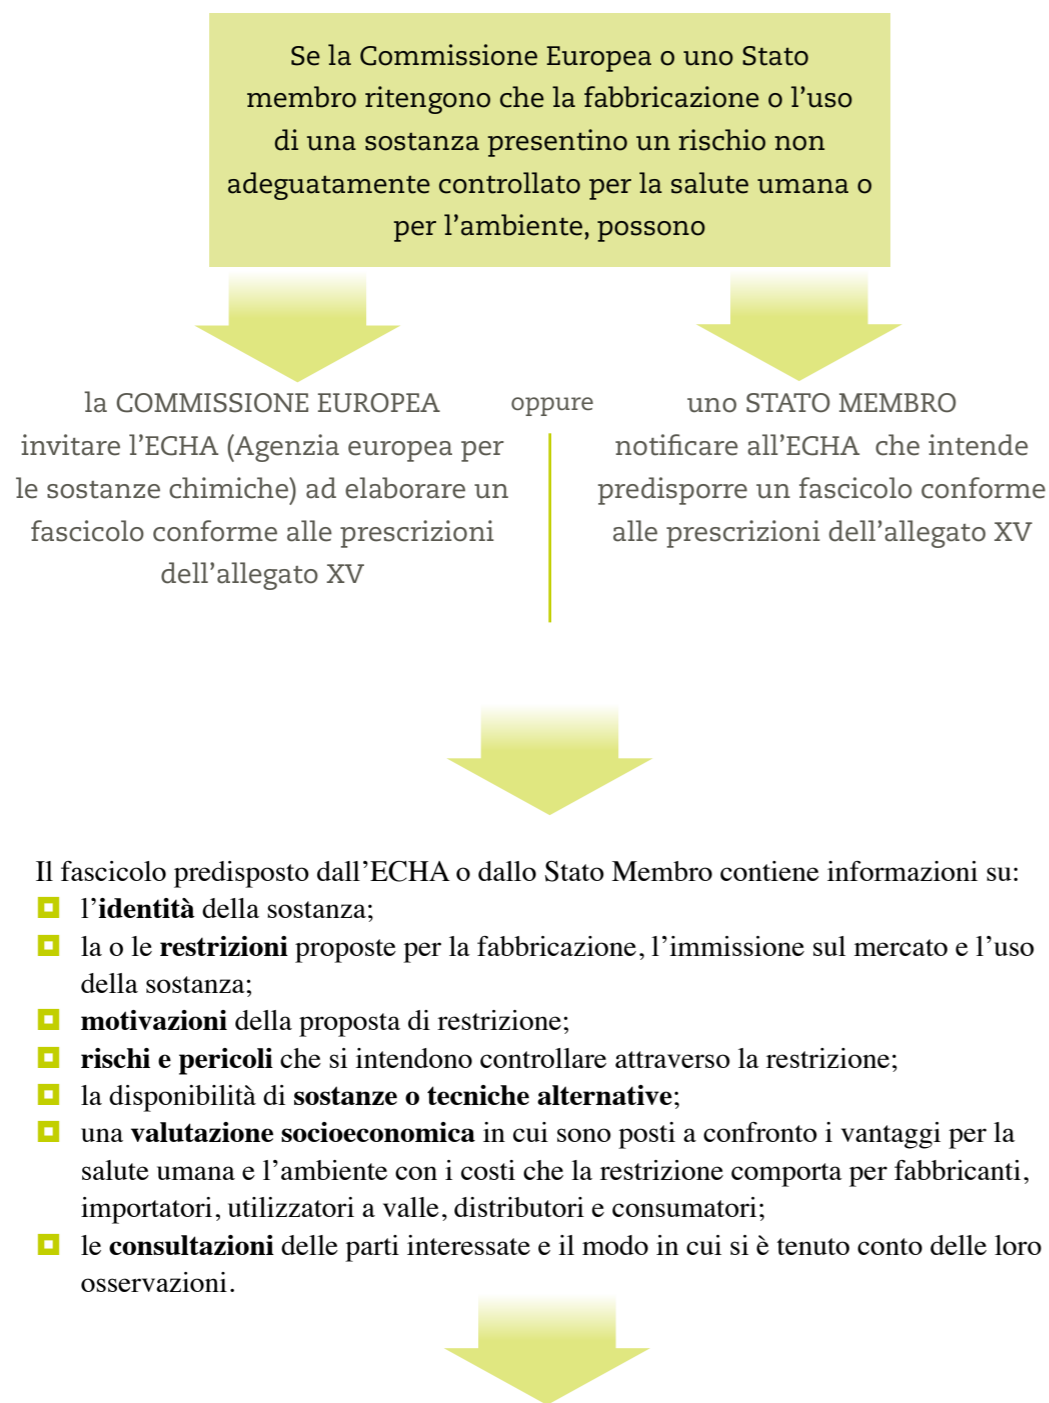 Se la Commissione Europea o uno Stato
membro ritengono che la fabbricazione o l’uso
di una sostanza presentino un rischio non
adeguatamente controllato per la salute umana o
per l’ambiente, possono
la COMMISSIONE EUROPEA
invitare l’ECHA (Agenzia europea per
le sostanze chimiche) ad elaborare un
fascicolo conforme alle prescrizioni
dell’allegato XV
oppure
uno STATO MEMBRO
notificare all’ECHA che intende
predisporre un fascicolo conforme
alle prescrizioni dell’allegato XV
Il fascicolo predisposto dall’ECHA o dallo Stato Membro contiene informazioni su:
l’identità della sostanza;
la o le restrizioni proposte per la fabbricazione, l’immissione sul mercato e l’uso
della sostanza;
motivazioni della proposta di restrizione;
rischi e pericoli che si intendono controllare attraverso la restrizione;
la disponibilità di sostanze o tecniche alternative;
una valutazione socioeconomica in cui sono posti a confronto i vantaggi per la
salute umana e l’ambiente con i costi che la restrizione comporta per fabbricanti,
importatori, utilizzatori a valle, distributori e consumatori;
le consultazioni delle parti interessate e il modo in cui si è tenuto conto delle loro
osservazioni.